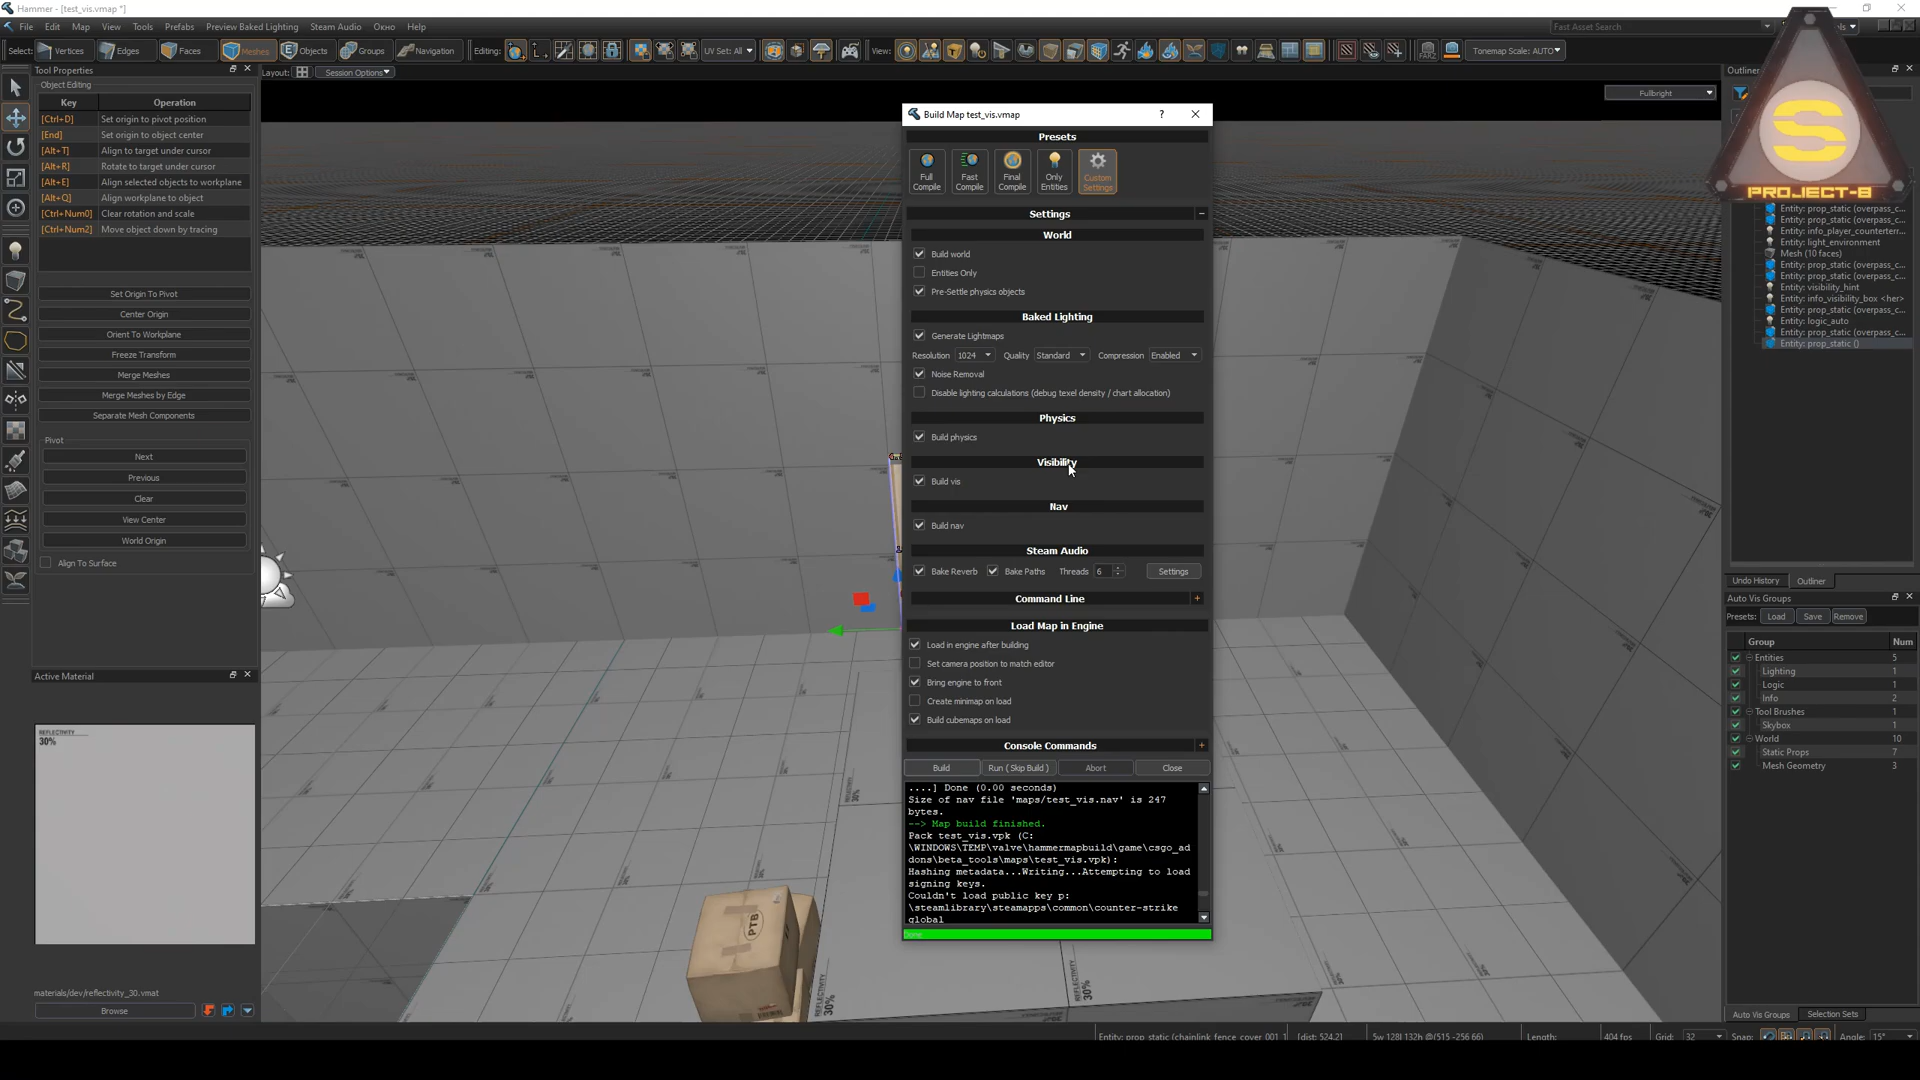 Hammer - [test_vis.vmap *]
File Edit Map View Tools Prefabs Preview Baked Lighting Steam Audio Окно Help
Fast Asset Search
Select: Vertices Edges Faces Meshes Objects Groups Navigation Editing: UV Set: All View: Tonemap Scale: AUTO
Tool Properties
Layout: Session Options
Object Editing
Key Operation
[Ctrl+D] Set origin to pivot position
[End] Set origin to object center
[Alt+T] Align to target under cursor
[Alt+R] Rotate to target under cursor
[Alt+E] Align selected objects to workplane
[Alt+Q] Align workplane to object
[Ctrl+Num0] Clear rotation and scale
[Ctrl+Num2] Move object down by tracing
Set Origin To Pivot
Center Origin
Orient To Workplane
Freeze Transform
Merge Meshes
Merge Meshes by Edge
Separate Mesh Components
Pivot
Next
Previous
Clear
View Center
World Origin
Align To Surface
Active Material
REFLECTIVITY
30%
materials/dev/reflectivity_30.vmat
Browse
Fullbright
Build Map test_vis.vmap
Presets
Full Compile
Fast Compile
Final Compile
Only Entities
Custom Settings
Settings
World
Build world
Entities Only
Pre-Settle physics objects
Baked Lighting
Generate Lightmaps
Resolution 1024 Quality Standard Compression Enabled
Noise Removal
Disable lighting calculations (debug texel density / chart allocation)
Physics
Build physics
Visibility
Build vis
Nav
Build nav
Steam Audio
Bake Reverb Bake Paths Threads 6 Settings
Command Line
Load Map in Engine
Load in engine after building
Set camera position to match editor
Bring engine to front
Create minimap on load
Build cubemaps on load
Console Commands
Build Run ( Skip Build ) Abort Close
....] Done (0.00 seconds)
Size of nav file 'maps/test_vis.nav' is 247
bytes.
--> Map build finished.
Pack test_vis.vpk (C:
\WINDOWS\TEMP\valve\hammermapbuild\game\csgo_ad
dons\beta_tools\maps\test_vis.vpk):
Hashing metadata...Writing...Attempting to load
signing keys.
Couldn't load public key p:
\steamlibrary\steamapps\common\counter-strike
global
PTB
REFLECTIVITY
30%
REFLECTIVITY
30%
Outliner
S
PROJECT-8
Entity: prop_static (overpass_c...
Entity: prop_static (overpass_c...
Entity: info_player_counterterr...
Entity: light_environment
Mesh (10 faces)
Entity: prop_static (overpass_c...
Entity: prop_static (overpass_c...
Entity: visibility_hint
Entity: info_visibility_box <her>
Entity: prop_static (overpass_c...
Entity: logic_auto
Entity: prop_static (overpass_c...
Entity: prop_static ()
Undo History Outliner
Auto Vis Groups
Presets: Load Save Remove
Group Num
Entities 5
Lighting 1
Logic 1
Info 2
Tool Brushes 1
Skybox 1
World 10
Static Props 7
Mesh Geometry 3
Auto Vis Groups Selection Sets
Entity: prop_static (chainlink_fence_cover_001_1 [dist: 524.2] 5w 128l 132h @(515 -256 66) Length: 404 fps Grid: 32 Snap: Angle: 15°